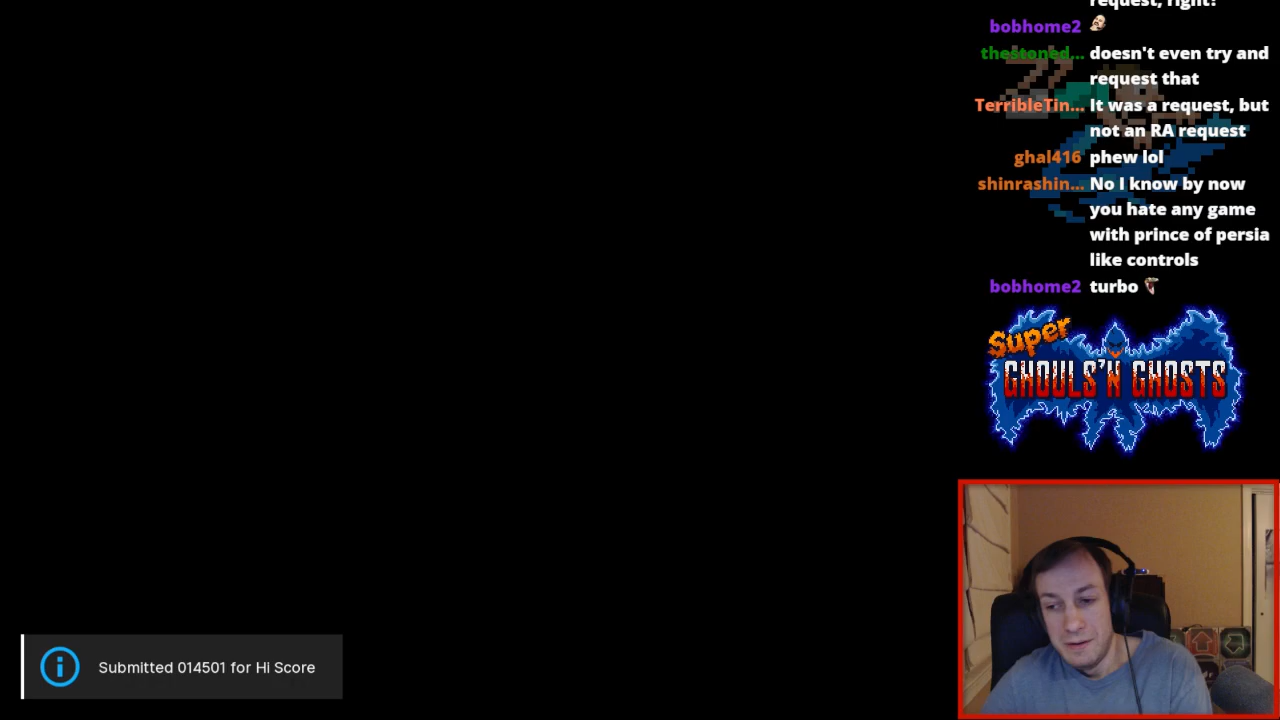 request, right?
bobhome2
thestoned... doesn't even try and
request that
TerribleTin... It was a request, but
not an RA request
ghal416 phew lol
shinrashin... No I know by now
you hate any game
with prince of persia
like controls
bobhome2 turbo
Super
GHOULS'N GHOSTS
Submitted 014501 for Hi Score